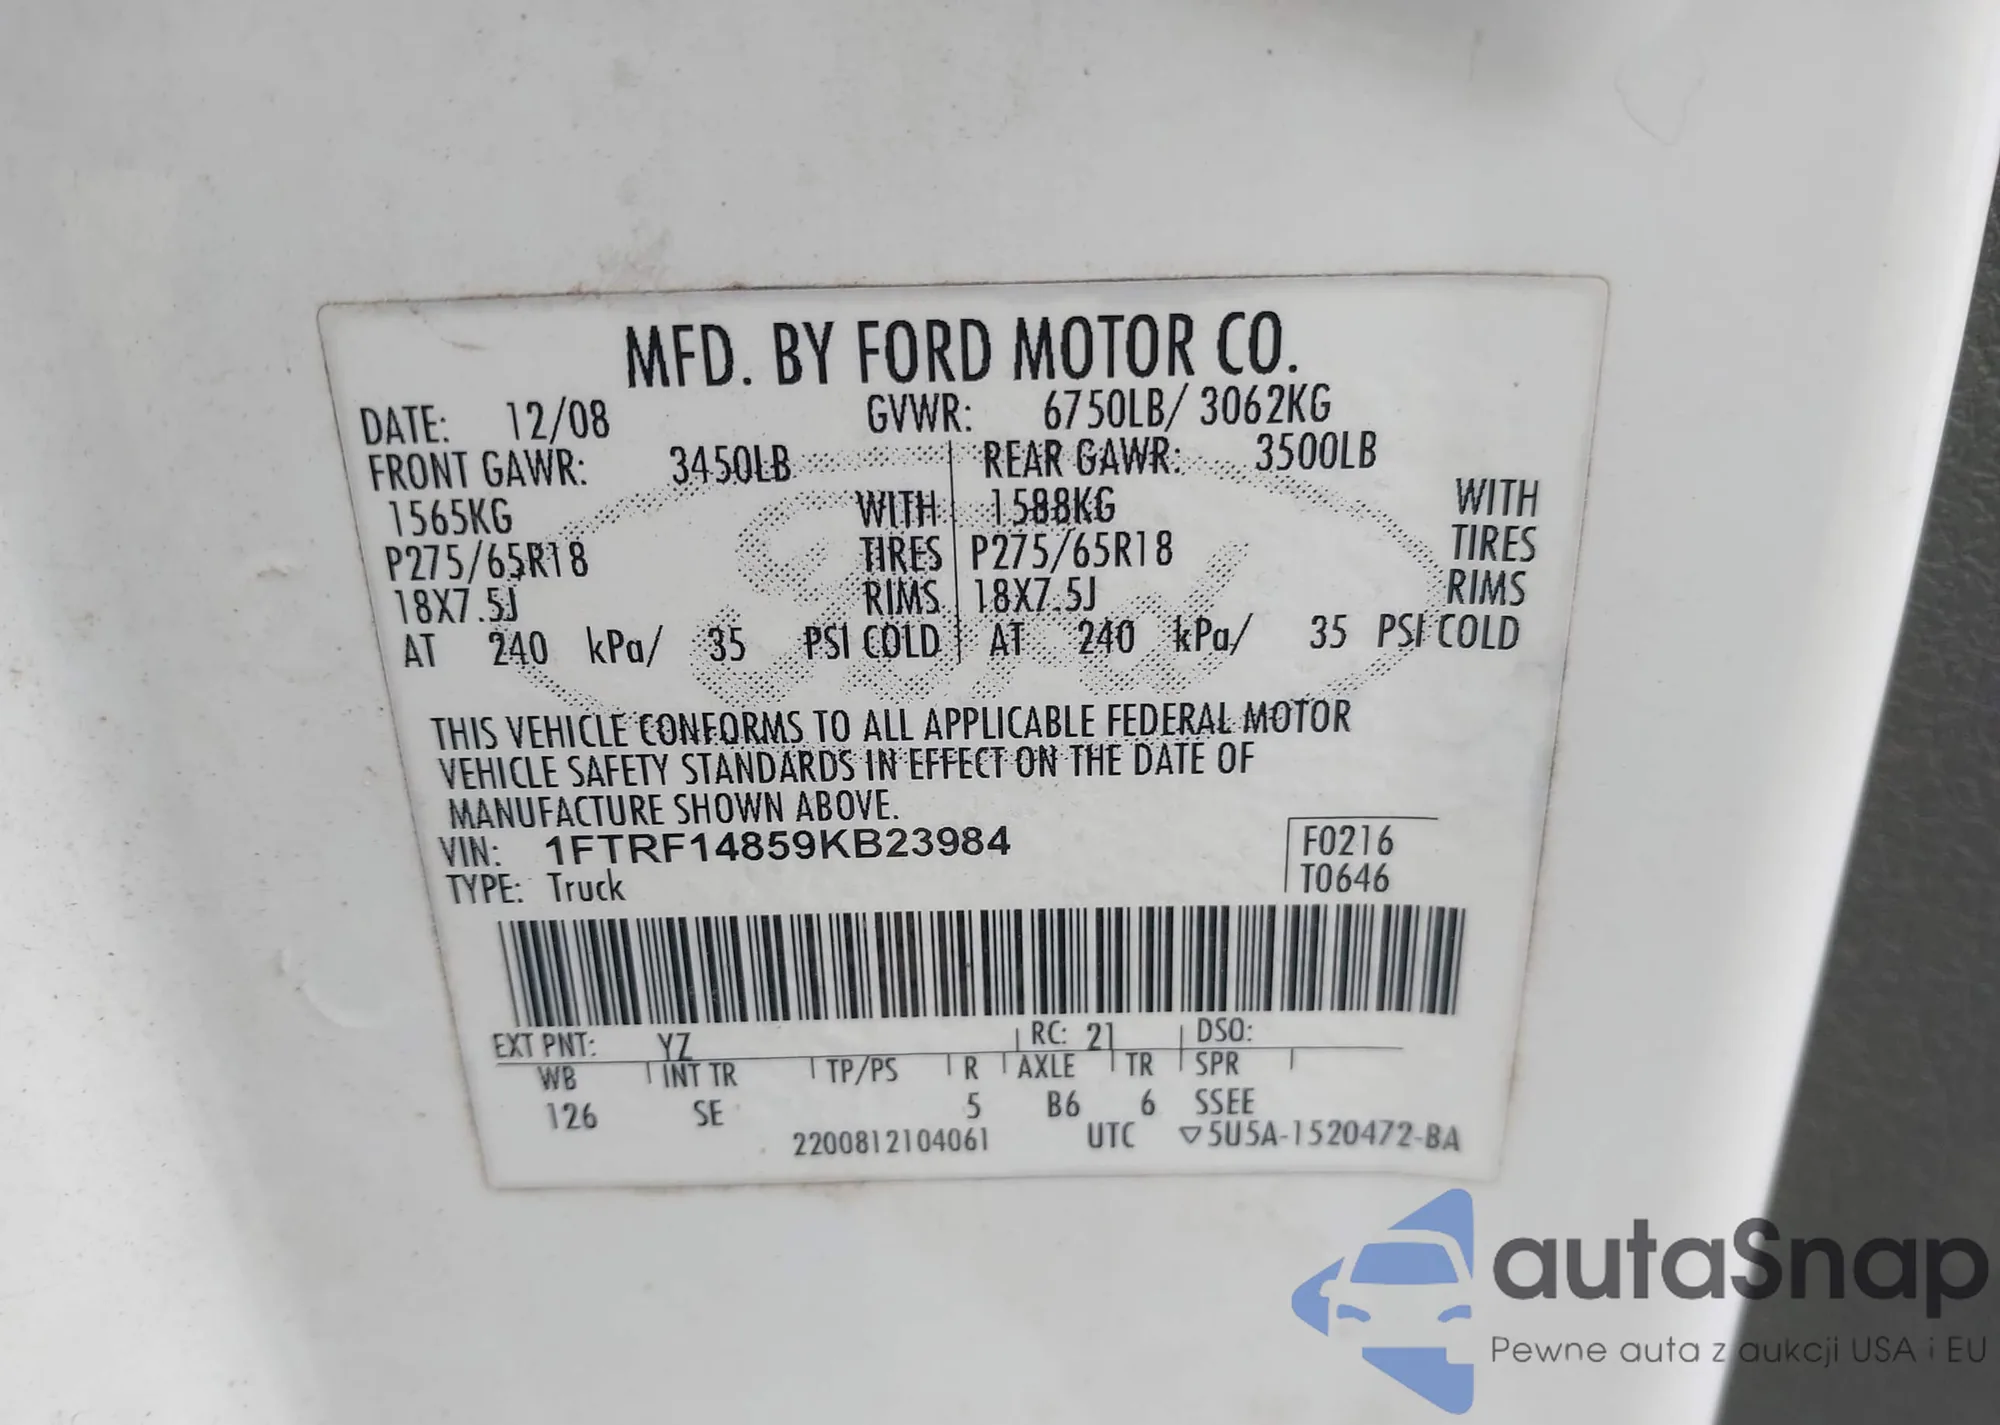 MFD. BY FORD MOTOR CO.
DATE: 12/08 GVWR: 6750LB/ 3062KG
FRONT GAWR: 3450LB REAR GAWR: 3500LB
1565KG WITH 1588KG WITH
P275/65R18 TIRES P275/65R18 TIRES
18X7.5J RIMS 18X7.5J RIMS
AT 240 kPa/ 35 PSI COLD AT 240 kPa/ 35 PSI COLD
THIS VEHICLE CONFORMS TO ALL APPLICABLE FEDERAL MOTOR
VEHICLE SAFETY STANDARDS IN EFFECT ON THE DATE OF
MANUFACTURE SHOWN ABOVE.
VIN: 1FTRF14859KB23984 F0216
TYPE: Truck T0646
EXT PNT: YZ RC: 21 DSO:
WB INT TR TP/PS R AXLE TR SPR
126 SE 5 B6 6 SSEE
2200812104061 UTC ▽5U5A-1520472-BA
autaSnap
Pewne auta z aukcji USA i EU